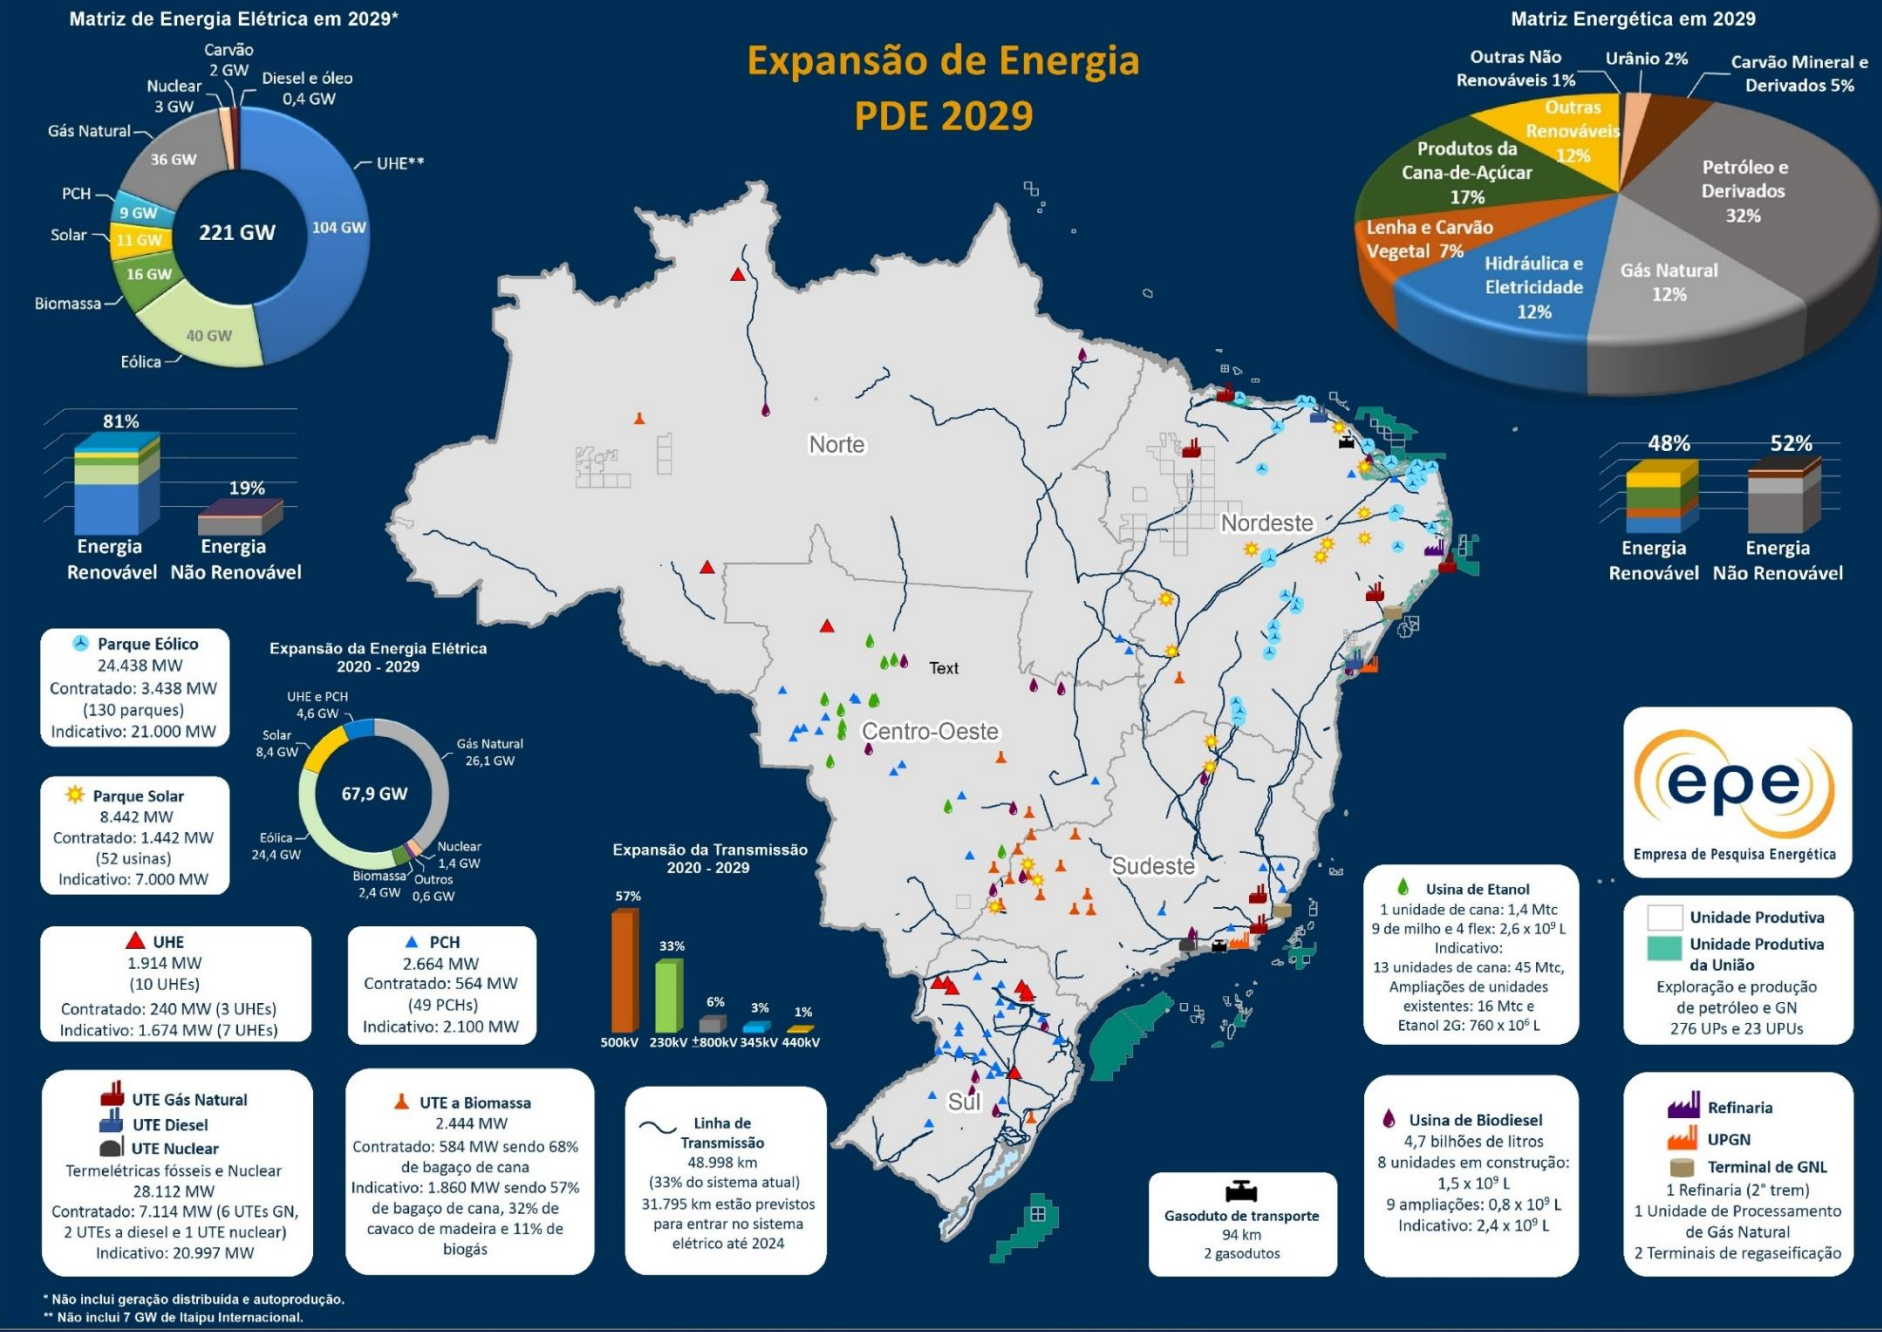 Matriz de Energia Elétrica em 2029*
Carvão
2 GW
Diesel e óleo
0,4 GW
Nuclear
3 GW
Gás Natural
36 GW
UHE**
PCH
9 GW
Solar
11 GW
221 GW
104 GW
16 GW
Biomassa
40 GW
Eólica
81%
19%
Energia
Renovável
Energia
Não Renovável
Expansão de Energia
PDE 2029
Matriz Energética em 2029
Outras Não
Renováveis 1%
Urânio 2%
Carvão Mineral e
Derivados 5%
Outras
Renováveis
12%
Produtos da
Cana-de-Açúcar
17%
Petróleo e
Derivados
32%
Lenha e Carvão
Vegetal 7%
Hidráulica e
Eletricidade
12%
Gás Natural
12%
48%
52%
Energia
Renovável
Energia
Não Renovável
Norte
Nordeste
Text
Centro-Oeste
Sudeste
Sul
Parque Eólico
24.438 MW
Contratado: 3.438 MW
(130 parques)
Indicativo: 21.000 MW
Parque Solar
8.442 MW
Contratado: 1.442 MW
(52 usinas)
Indicativo: 7.000 MW
Expansão da Energia Elétrica
2020 - 2029
UHE e PCH
4,6 GW
Solar
8,4 GW
Gás Natural
26,1 GW
67,9 GW
Eólica
24,4 GW
Nuclear
1,4 GW
Biomassa
2,4 GW
Outros
0,6 GW
Expansão da Transmissão
2020 - 2029
57%
33%
6%
3%
1%
500kV 230kV ±800kV 345kV 440kV
UHE
1.914 MW
(10 UHEs)
Contratado: 240 MW (3 UHEs)
Indicativo: 1.674 MW (7 UHEs)
PCH
2.664 MW
Contratado: 564 MW
(49 PCHs)
Indicativo: 2.100 MW
UTE Gás Natural
UTE Diesel
UTE Nuclear
Termelétricas fósseis e Nuclear
28.112 MW
Contratado: 7.114 MW (6 UTEs GN,
2 UTEs a diesel e 1 UTE nuclear)
Indicativo: 20.997 MW
UTE a Biomassa
2.444 MW
Contratado: 584 MW sendo 68%
de bagaço de cana
Indicativo: 1.860 MW sendo 57%
de bagaço de cana, 32% de
cavaco de madeira e 11% de
biogás
Linha de
Transmissão
48.998 km
(33% do sistema atual)
31.795 km estão previstos
para entrar no sistema
elétrico até 2024
Gasoduto de transporte
94 km
2 gasodutos
Usina de Etanol
1 unidade de cana: 1,4 Mtc
9 de milho e 4 flex: 2,6 x 10⁹ L
Indicativo:
13 unidades de cana: 45 Mtc,
Ampliações de unidades
existentes: 16 Mtc e
Etanol 2G: 760 x 10⁶ L
Usina de Biodiesel
4,7 bilhões de litros
8 unidades em construção:
1,5 x 10⁹ L
9 ampliações: 0,8 x 10⁹ L
Indicativo: 2,4 x 10⁹ L
epe
Empresa de Pesquisa Energética
Unidade Produtiva
Unidade Produtiva
da União
Exploração e produção
de petróleo e GN
276 UPs e 23 UPUs
Refinaria
UPGN
Terminal de GNL
1 Refinaria (2° trem)
1 Unidade de Processamento
de Gás Natural
2 Terminais de regaseificação
* Não inclui geração distribuída e autoprodução.
** Não inclui 7 GW de Itaipu Internacional.